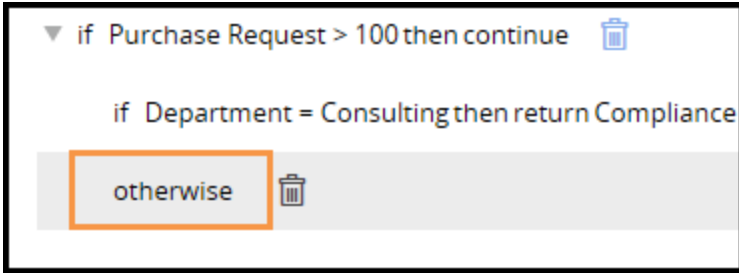 if Purchase Request > 100 then continue
if Department = Consulting then return Compliance
otherwise